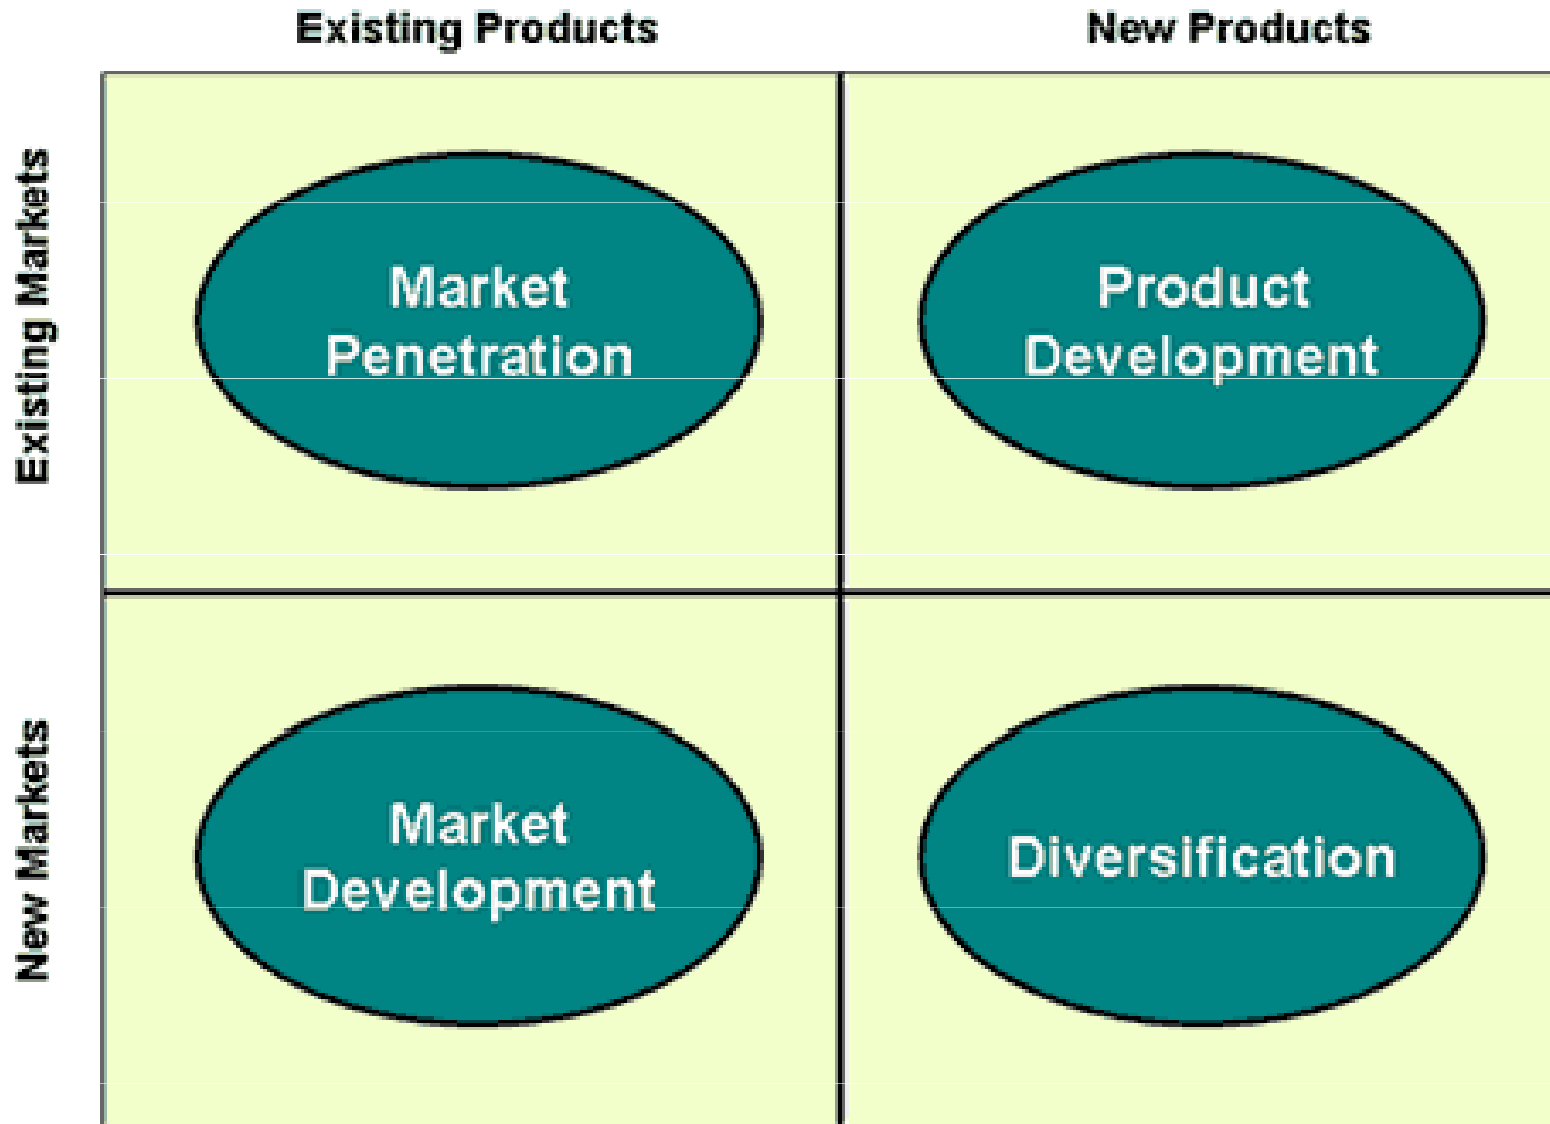 Existing Products
New Products
Existing Markets
Market
Penetration
Product
Development
New Markets
Market
Development
Diversification